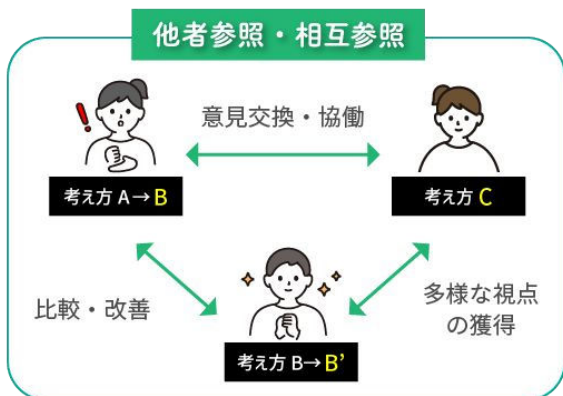 他者参照・相互参照
意見交換・協働
考え方 A→B
考え方 C
比較・改善
多様な視点
の獲得
考え方 B→B’